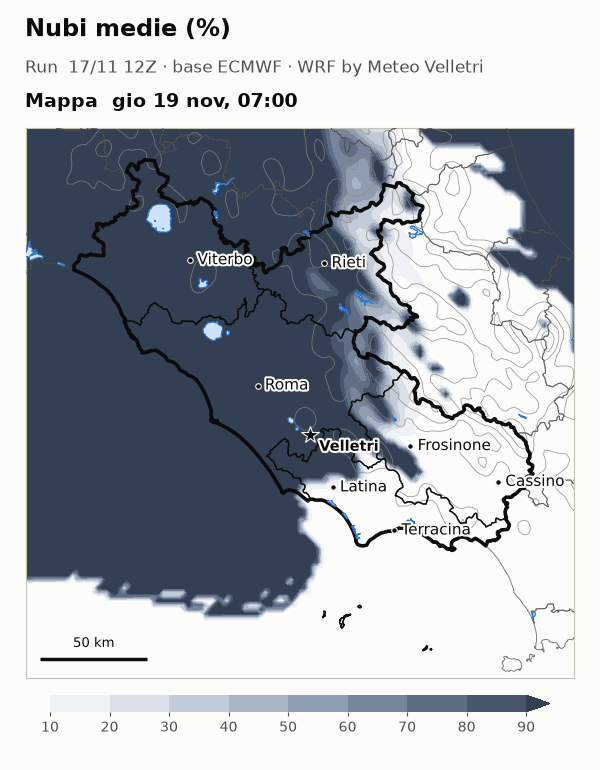 Nubi medie (%)
Run  17/11 12Z · base ECMWF · WRF by Meteo Velletri
Mappa  gio 19 nov, 07:00
Viterbo
Rieti
Roma
Velletri
Frosinone
Latina
Cassino
Terracina
50 km
10 20 30 40 50 60 70 80 90